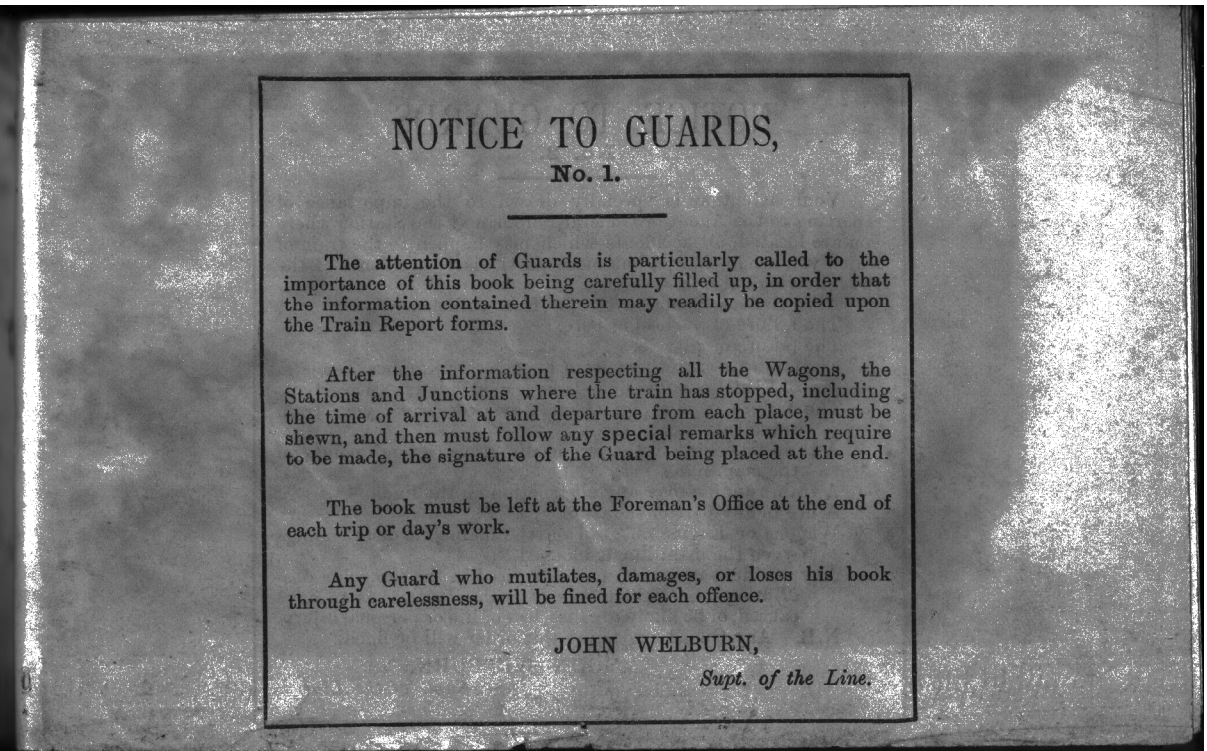 NOTICE TO GUARDS,
No. 1.
The attention of Guards is particularly called to the
importance of this book being carefully filled up, in order that
the information contained therein may readily be copied upon
the Train Report forms.
After the information respecting all the Wagons, the
Stations and Junctions where the train has stopped, including
the time of arrival at and departure from each place, must be
shewn, and then must follow any special remarks which require
to be made, the signature of the Guard being placed at the end.
The book must be left at the Foreman's Office at the end of
each trip or day's work.
Any Guard who mutilates, damages, or loses his book
through carelessness, will be fined for each offence.
JOHN WELBURN,
Supt. of the Line.